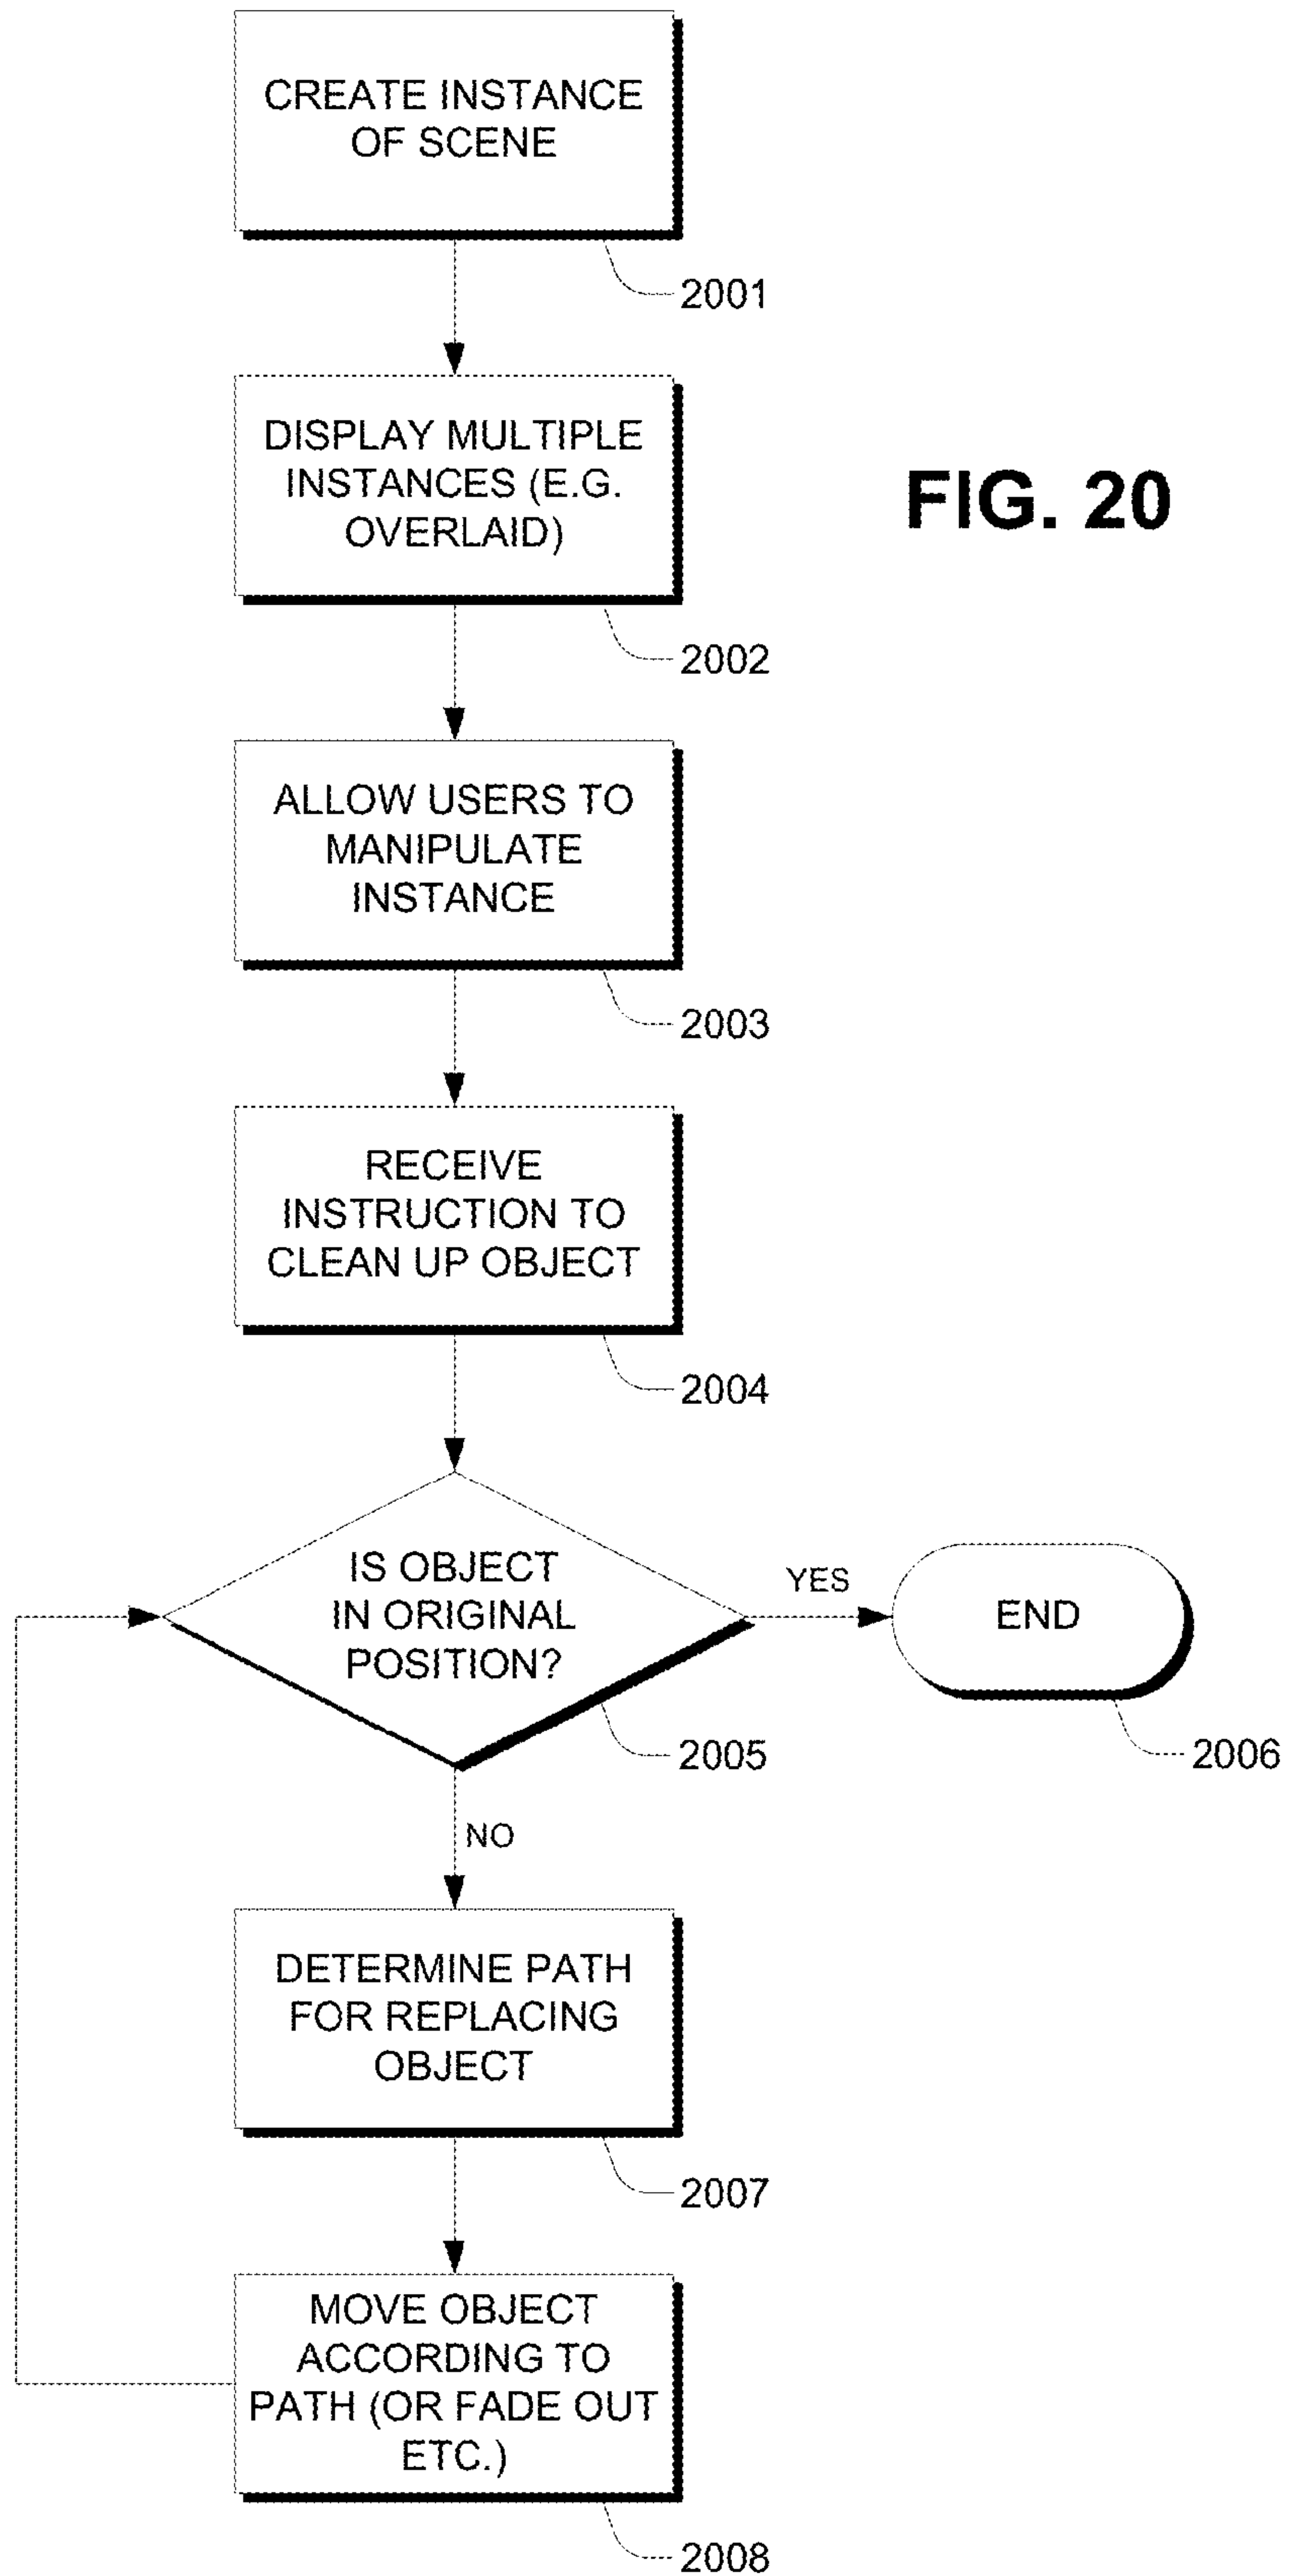 CREATE INSTANCE
OF SCENE
2001
DISPLAY MULTIPLE
INSTANCES (E.G.
OVERLAID)
FIG. 20
2002
ALLOW USERS TO
MANIPULATE
INSTANCE
2003
RECEIVE
INSTRUCTION TO
CLEAN UP OBJECT
2004
IS OBJECT
IN ORIGINAL
POSITION?
YES
END
2005
2006
NO
DETERMINE PATH
FOR REPLACING
OBJECT
2007
MOVE OBJECT
ACCORDING TO
PATH (OR FADE OUT
ETC.)
2008